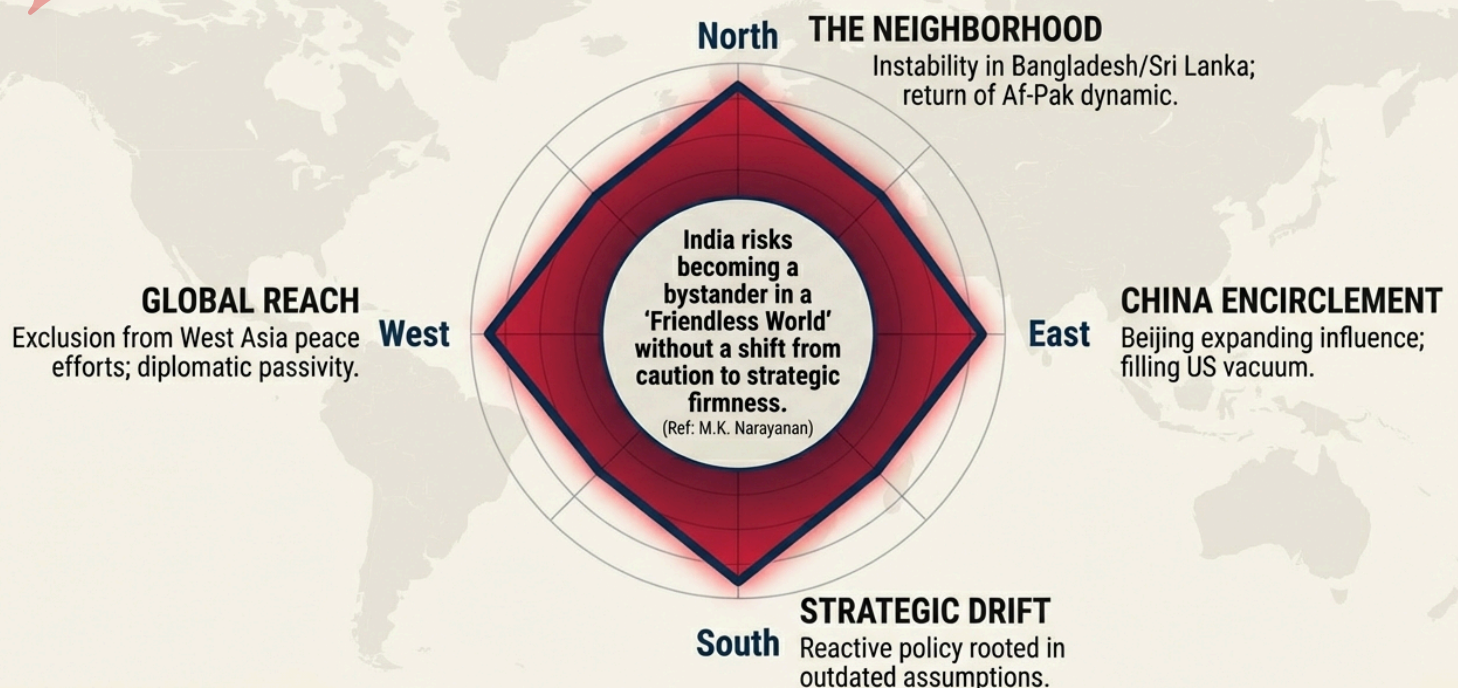 North
THE NEIGHBORHOOD
Instability in Bangladesh/Sri Lanka;
return of Af-Pak dynamic.
India risks
becoming a
bystander in a
‘Friendless World’
without a shift from
caution to strategic
firmness.
(Ref: M.K. Narayanan)
GLOBAL REACH
Exclusion from West Asia peace
efforts; diplomatic passivity.
West
East
CHINA ENCIRCLEMENT
Beijing expanding influence;
filling US vacuum.
South
STRATEGIC DRIFT
Reactive policy rooted in
outdated assumptions.